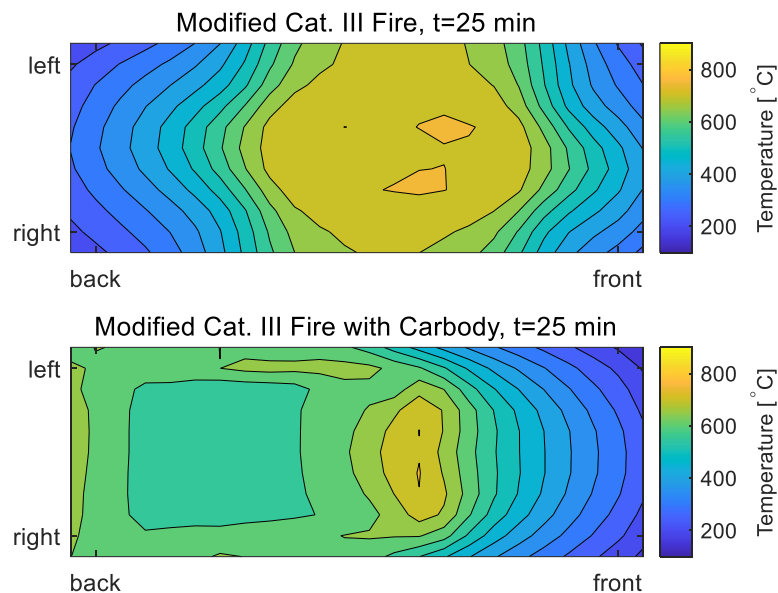 Modified Cat. III Fire, t=25 min
left
right
back
front
800
600
400
200
Temperature [ °C]
Modified Cat. III Fire with Carbody, t=25 min
left
right
back
front
800
600
400
200
Temperature [ °C]